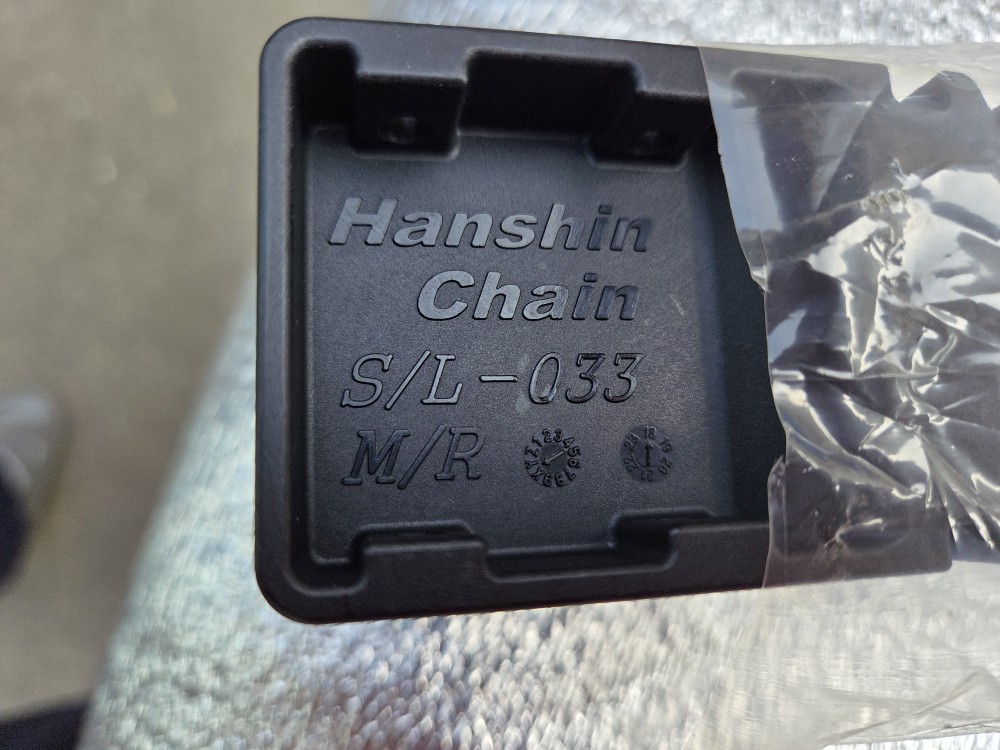 Hanshin
Chain
S/L-033
M/R